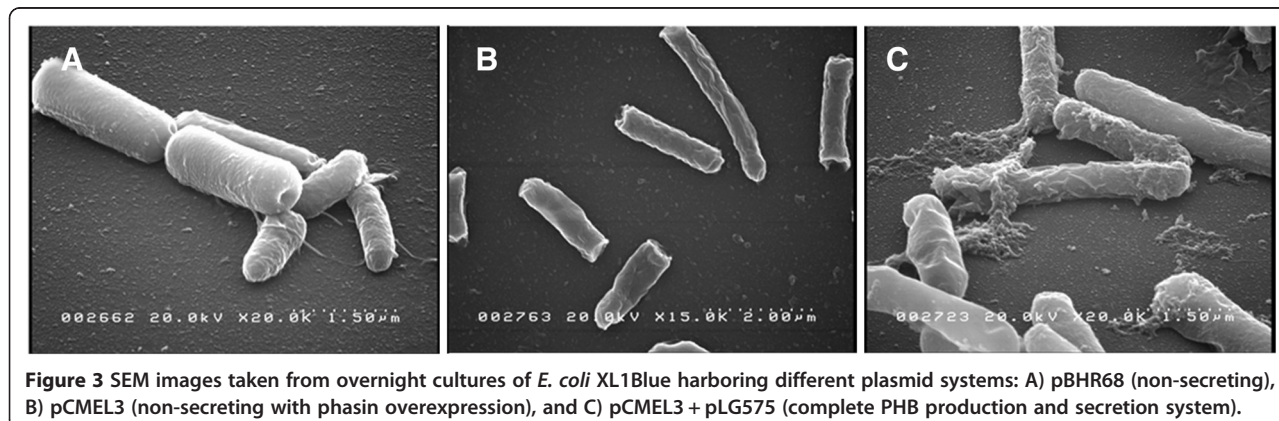 A
B
C
002662 20.0kV X20.0K 1.50µm
002763 20.0kV X15.0K 2.00µm
002723 20.0kV X20.0K 1.50µm
Figure 3 SEM images taken from overnight cultures of E. coli XL1Blue harboring different plasmid systems: A) pBHR68 (non-secreting),
B) pCMEL3 (non-secreting with phasin overexpression), and C) pCMEL3 + pLG575 (complete PHB production and secretion system).